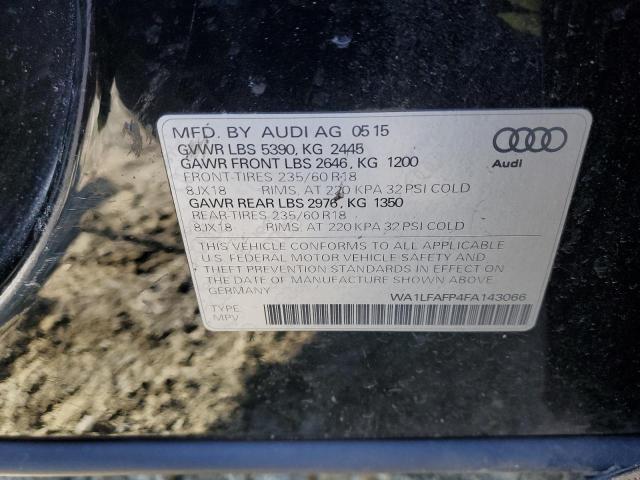 MFD. BY AUDI AG 05 15
GVWR LBS 5390, KG 2445
GAWR FRONT LBS 2646, KG 1200
FRONT-TIRES 235/60 R18
8JX18 RIMS, AT 220 KPA 32 PSI COLD
GAWR REAR LBS 2976, KG 1350
REAR-TIRES 235/60 R18
8JX18 RIMS, AT 220 KPA 32 PSI COLD
Audi
THIS VEHICLE CONFORMS TO ALL APPLICABLE
U.S. FEDERAL MOTOR VEHICLE SAFETY AND
THEFT PREVENTION STANDARDS IN EFFECT ON
THE DATE OF MANUFACTURE SHOWN ABOVE.
GERMANY
WA1LFAFP4FA143066
TYPE:
MPV